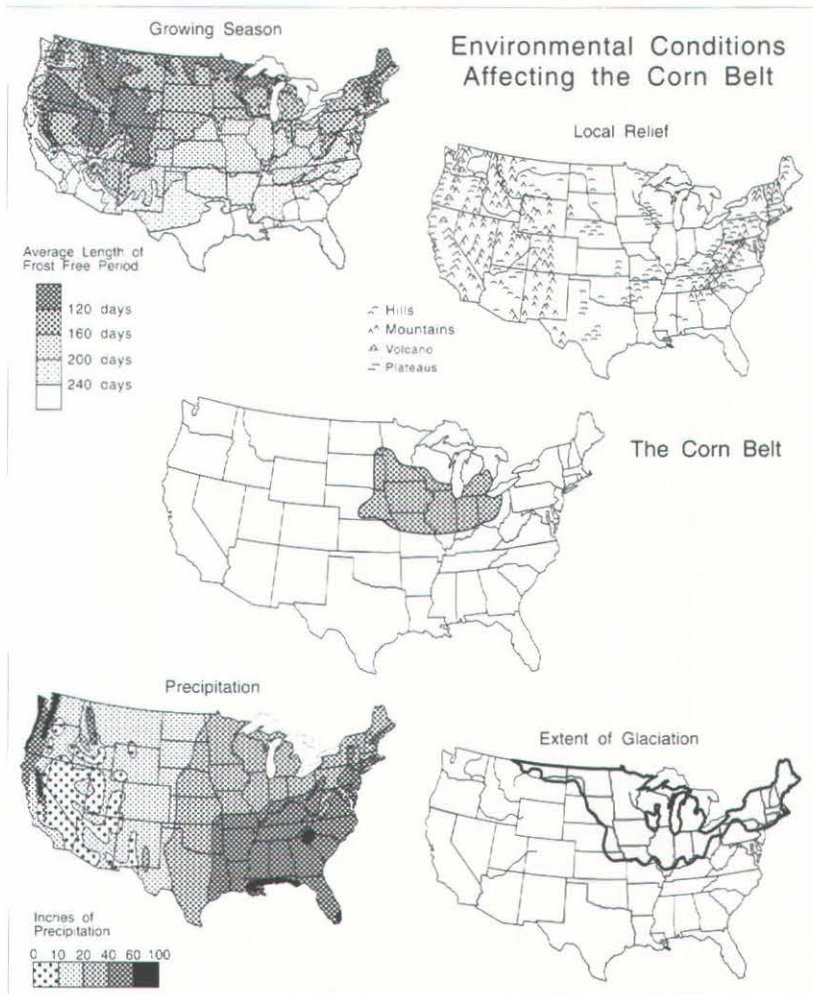 Growing Season
Environmental Conditions
Affecting the Corn Belt
Local Relief
Average Length of
Frost Free Period
120 days
160 days
200 days
240 days
Hills
Mountains
Volcano
Plateaus
The Corn Belt
Precipitation
Extent of Glaciation
Inches of
Precipitation
0 10 20 40 60 100